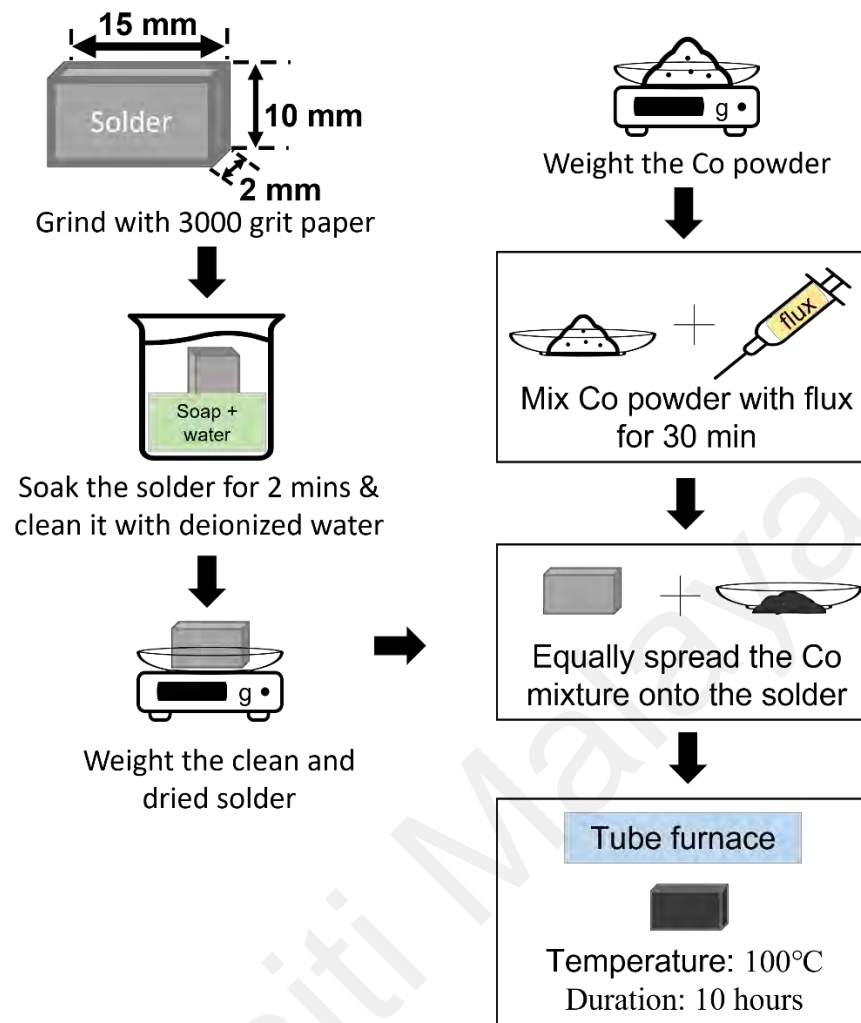 15 mm
Solder
10 mm
2 mm
Grind with 3000 grit paper
Soap +
water
Soak the solder for 2 mins &
clean it with deionized water
g
Weight the clean and
dried solder
g
Weight the Co powder
flux
Mix Co powder with flux
for 30 min
Equally spread the Co
mixture onto the solder
Tube furnace
Temperature: 100°C
Duration: 10 hours
siti Malaya